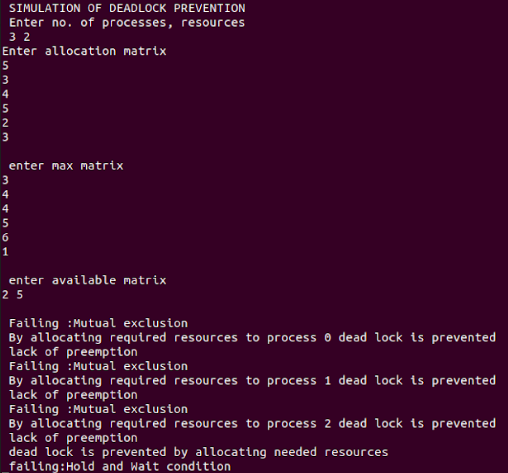 SIMULATION OF DEADLOCK PREVENTION
Enter no. of processes, resources
3 2
Enter allocation matrix
5
3
4
5
2
3
enter max matrix
3
4
4
5
6
1
enter available matrix
2 5
Failing :Mutual exclusion
By allocating required resources to process 0 dead lock is prevented
lack of preemption
Failing :Mutual exclusion
By allocating required resources to process 1 dead lock is prevented
lack of preemption
Failing :Mutual exclusion
By allocating required resources to process 2 dead lock is prevented
lack of preemption
dead lock is prevented by allocating needed resources
failing:Hold and Wait condition